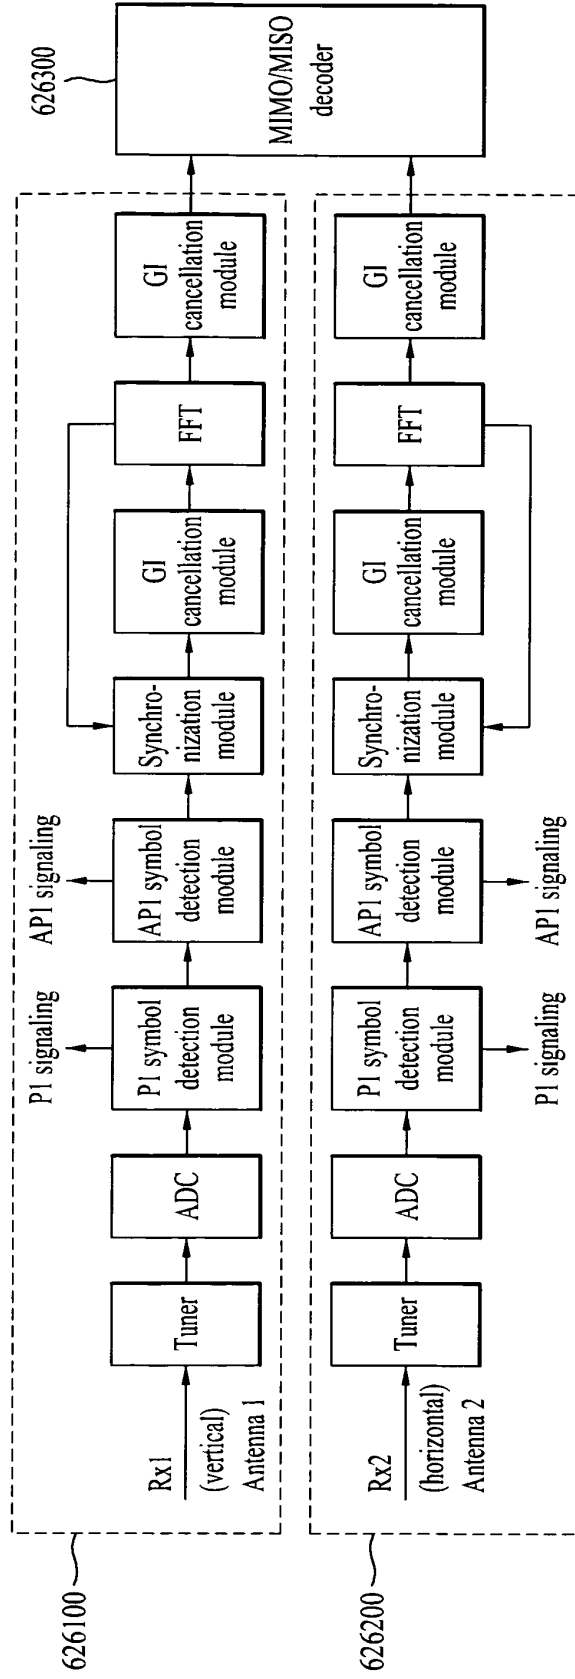 626100
Rx1
(vertical)
Antenna 1
Tuner
ADC
P1 symbol
detection
module
P1 signaling
AP1 symbol
detection
module
AP1 signaling
Synchro-
nization
module
GI
cancellation
module
FFT
GI
cancellation
module
626300
MIMO/MISO
decoder
626200
Rx2
(horizontal)
Antenna 2
Tuner
ADC
P1 symbol
detection
module
P1 signaling
AP1 symbol
detection
module
AP1 signaling
Synchro-
nization
module
GI
cancellation
module
FFT
GI
cancellation
module